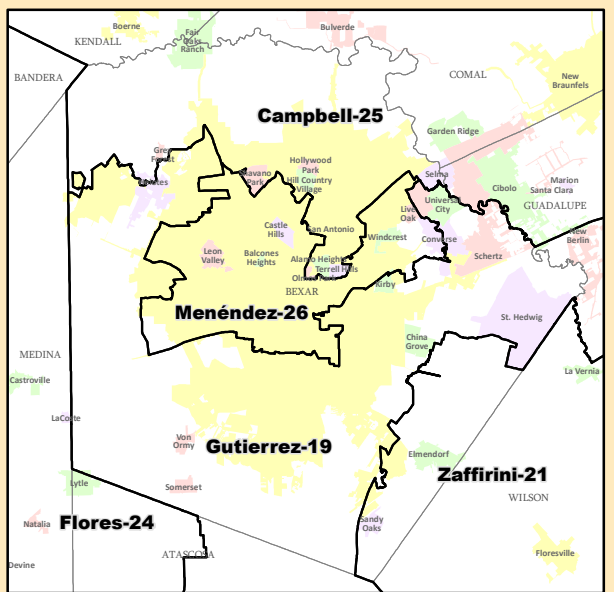 Boerne
Fair
Oaks
Ranch
Bulverde
KENDALL
BANDERA
COMAL
New
Braunfels
Campbell-25
Garden Ridge
Grey
Forest
Helotes
Shavano
Park
Hollywood
Park
Hill Country
Village
Selma
Cibolo
Marion
Santa Clara
Universal
City
GUADALUPE
Live
Oak
Castle
Hills
San Antonio
Windcrest
Converse
New
Berlin
Leon
Valley
Balcones
Heights
Alamo Heights
Terrell Hills
Olmos Park
Schertz
BEXAR
Kirby
Menéndez-26
St. Hedwig
China
Grove
MEDINA
Castroville
La Vernia
LaCoste
Von
Ormy
Gutierrez-19
Elmendorf
Zaffirini-21
Lytle
Somerset
WILSON
Natalia
Flores-24
Sandy
Oaks
ATASCOSA
Floresville
Devine